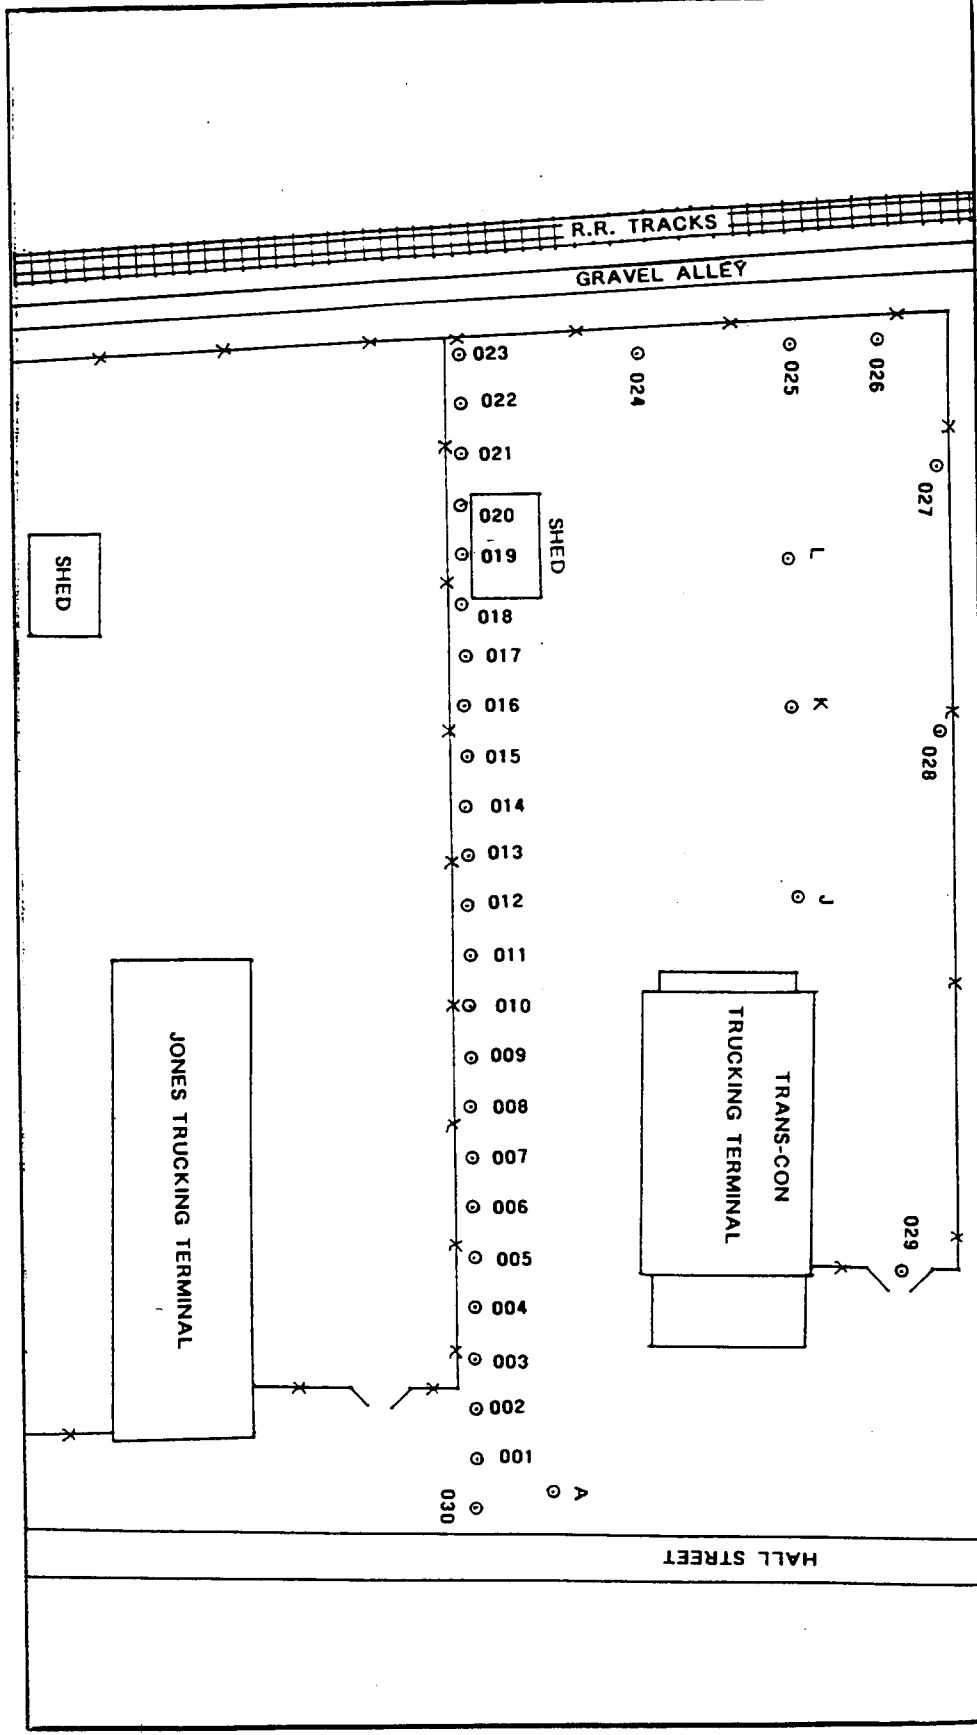 R.R. TRACKS
GRAVEL ALLEY
023
024
025
026
022
021
027
020
SHED
019
L
SHED
018
017
016
K
028
015
014
013
012
J
011
010
009
008
007
006
005
004
003
002
001
TRANS-CON
TRUCKING TERMINAL
JONES TRUCKING TERMINAL
029
A
030
HALL STREET